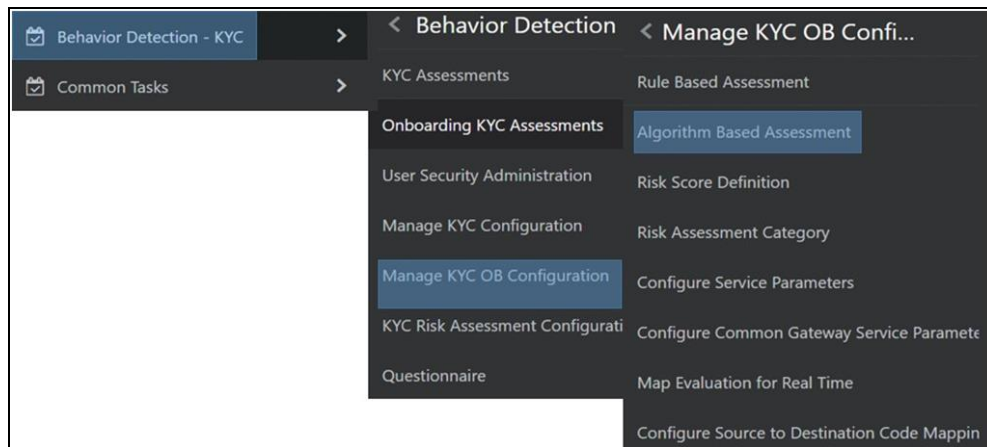 Behavior Detection - KYC
Common Tasks
Behavior Detection
KYC Assessments
Onboarding KYC Assessments
User Security Administration
Manage KYC Configuration
Manage KYC OB Configuration
KYC Risk Assessment Configurati
Questionnaire
Manage KYC OB Confi...
Rule Based Assessment
Algorithm Based Assessment
Risk Score Definition
Risk Assessment Category
Configure Service Parameters
Configure Common Gateway Service Paramete
Map Evaluation for Real Time
Configure Source to Destination Code Mappin